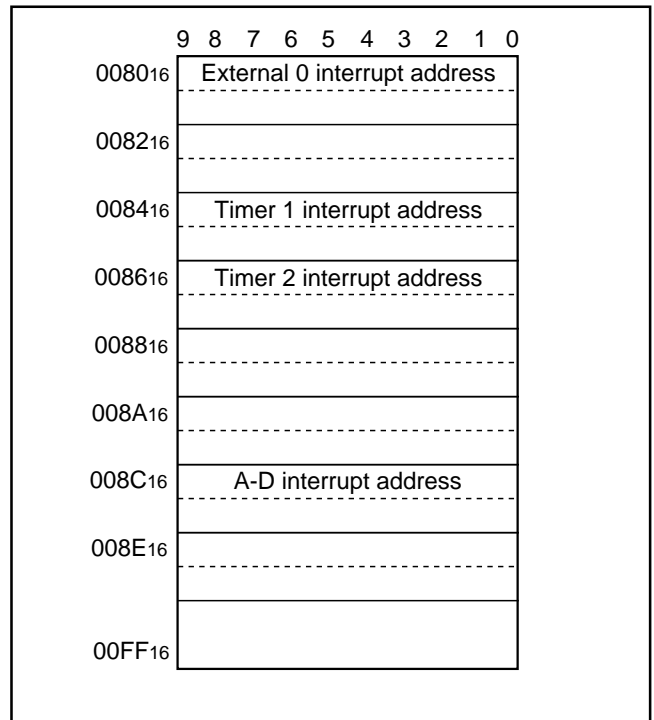 9 8 7 6 5 4 3 2 1 0
0080₁₆ External 0 interrupt address
0082₁₆
0084₁₆ Timer 1 interrupt address
0086₁₆ Timer 2 interrupt address
0088₁₆
008A₁₆
008C₁₆ A-D interrupt address
008E₁₆
00FF₁₆